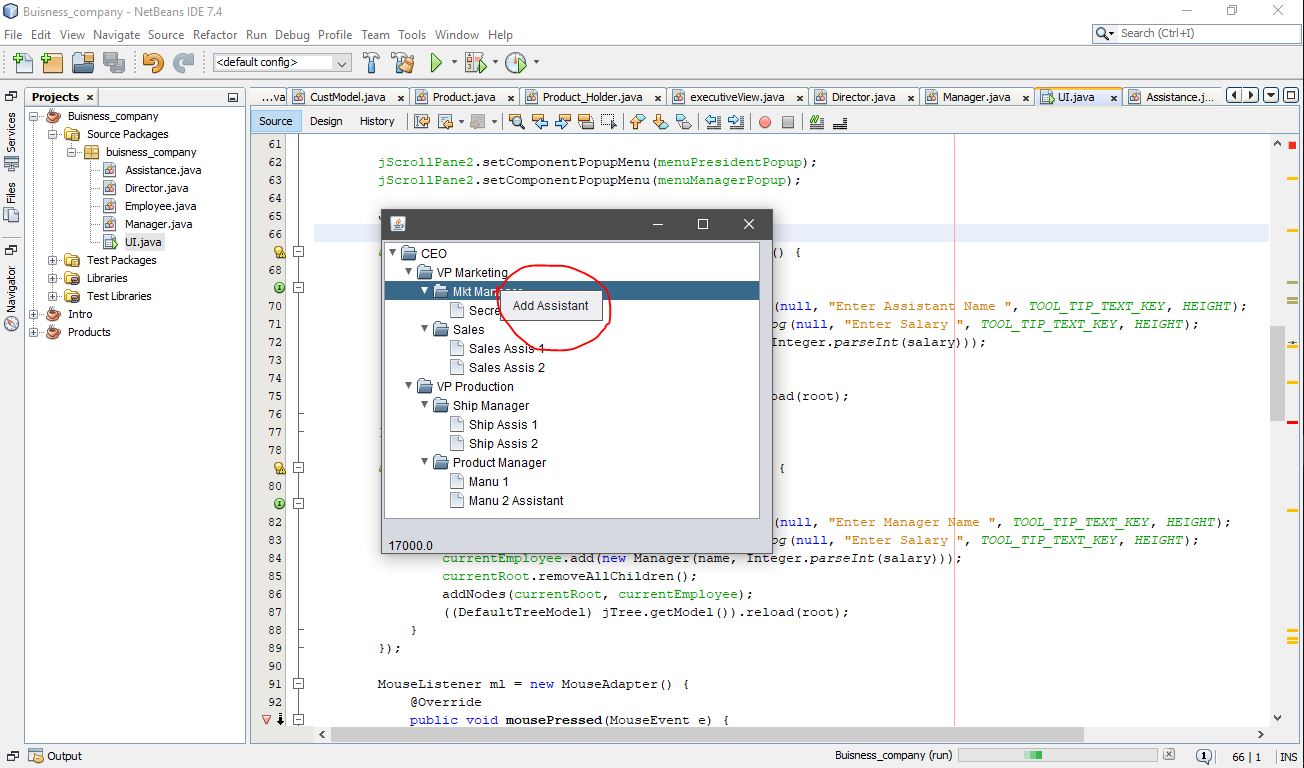 Buisness_company - NetBeans IDE 7.4
File Edit View Navigate Source Refactor Run Debug Profile Team Tools Window Help
Search (Ctrl+I)
<default config>
Projects
...va CustModel.java Product.java Product_Holder.java executiveView.java Director.java Manager.java UI.java Assistance.j...
Source Design History
Services
Files
Navigator
Buisness_company
Source Packages
buisness_company
Assistance.java
Director.java
Employee.java
Manager.java
UI.java
Test Packages
Libraries
Test Libraries
Intro
Products
61
62 jScrollPane2.setComponentPopupMenu(menuPresidentPopup);
63 jScrollPane2.setComponentPopupMenu(menuManagerPopup);
64
65
66
() {
68
70 (null, "Enter Assistant Name ", TOOL_TIP_TEXT_KEY, HEIGHT);
71 g(null, "Enter Salary ", TOOL_TIP_TEXT_KEY, HEIGHT);
72 Integer.parseInt(salary)));
73
74
75 ad(root);
76
77
78
{
80
82 (null, "Enter Manager Name ", TOOL_TIP_TEXT_KEY, HEIGHT);
83 og(null, "Enter Salary ", TOOL_TIP_TEXT_KEY, HEIGHT);
84 currentEmployee.add(new Manager(name, Integer.parseInt(salary)));
85 currentRoot.removeAllChildren();
86 addNodes(currentRoot, currentEmployee);
87 ((DefaultTreeModel) jTree.getModel()).reload(root);
88 }
89 });
90
91 MouseListener ml = new MouseAdapter() {
92 @Override
public void mousePressed(MouseEvent e) {
CEO
VP Marketing
Mkt Manager
Add Assistant
Secre
Sales
Sales Assis 1
Sales Assis 2
VP Production
Ship Manager
Ship Assis 1
Ship Assis 2
Product Manager
Manu 1
Manu 2 Assistant
17000.0
Output
Buisness_company (run)
1
66 | 1 INS